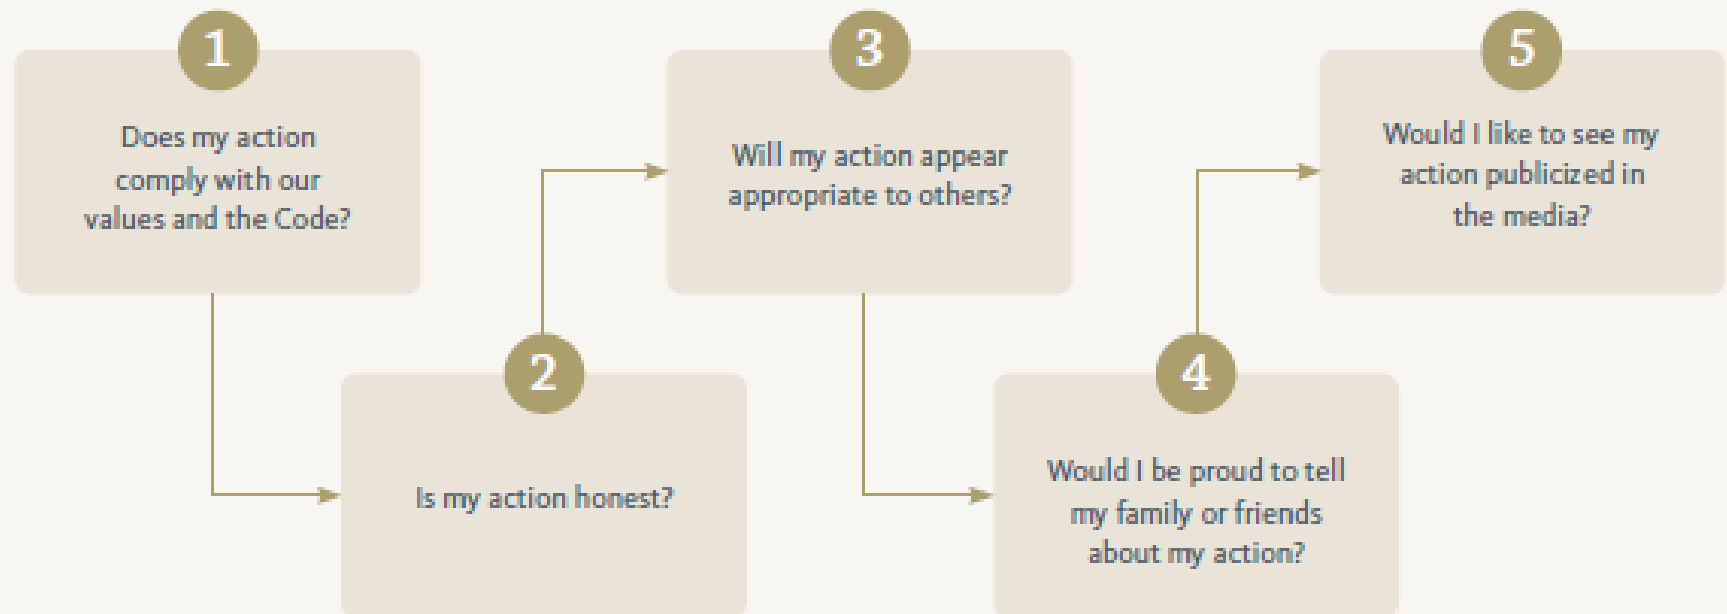 1
Does my action
comply with our
values and the Code?
2
Is my action honest?
3
Will my action appear
appropriate to others?
4
Would I be proud to tell
my family or friends
about my action?
5
Would I like to see my
action publicized in
the media?